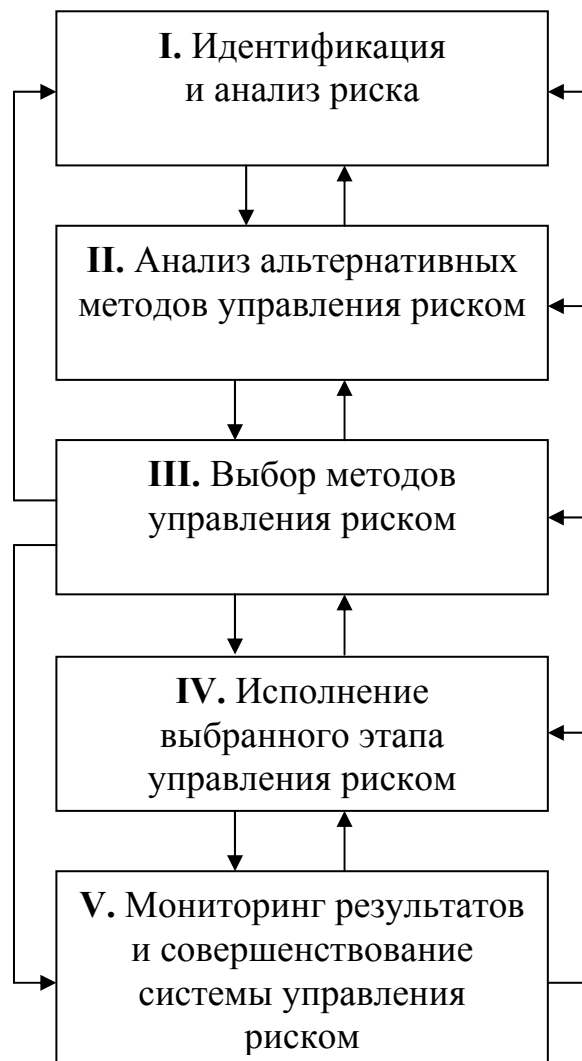 I. Идентификация
и анализ риска
II. Анализ альтернативных
методов управления риском
III. Выбор методов
управления риском
IV. Исполнение
выбранного этапа
управления риском
V. Мониторинг результатов
и совершенствование
системы управления
риском